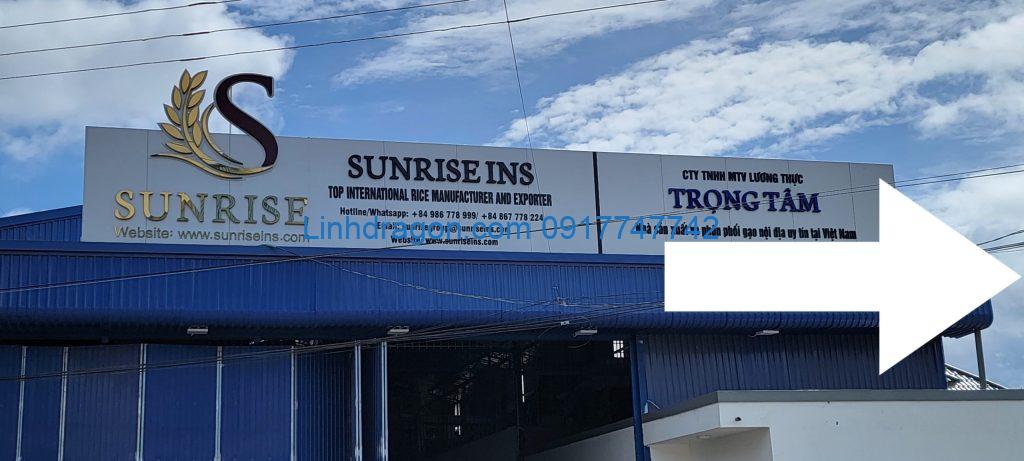 S
SUNRISE
Website: www.sunriseins.com
SUNRISE INS
TOP INTERNATIONAL RICE MANUFACTURER AND EXPORTER
Hotline/Whatsapp: +84 986 778 999/ +84 867 778 224
Website: www.sunriseins.com
CTY TNHH MTV LƯƠNG THỰC
TRỌNG TÂM
phối gạo nội địa uy tín tại Việt Nam
Linhdragon.com 0917747742